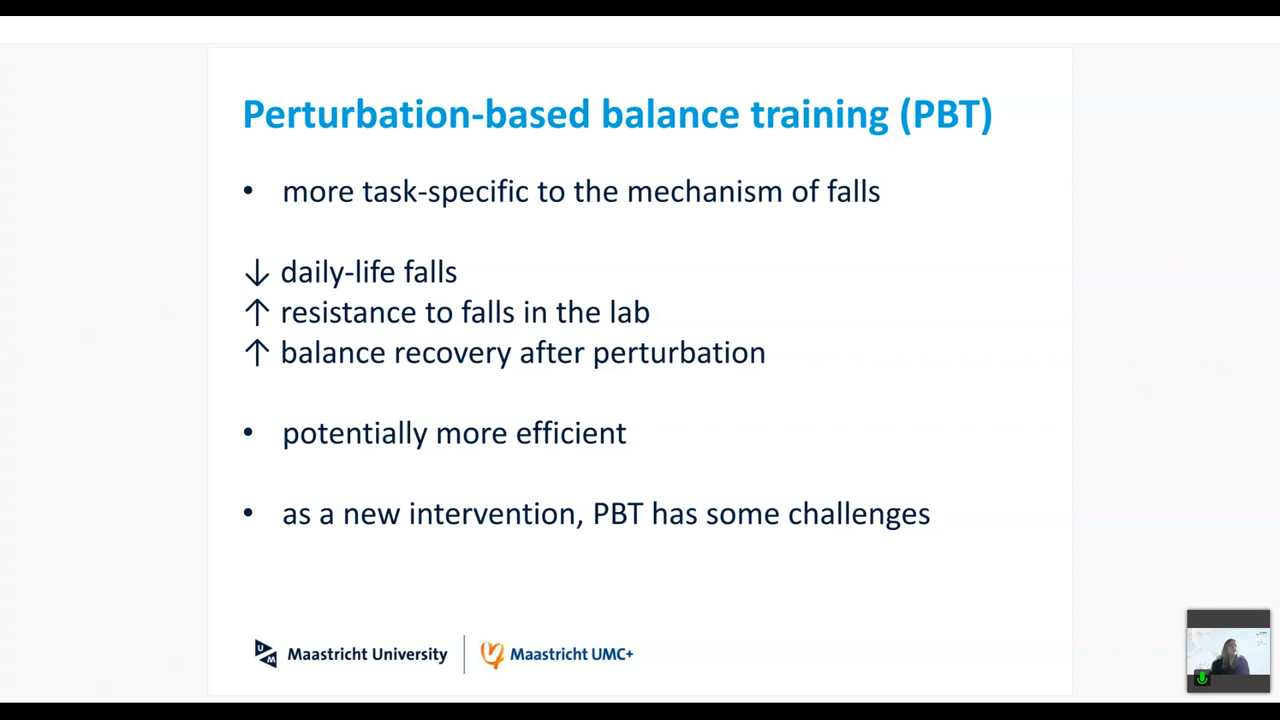 Perturbation-based balance training (PBT)
• more task-specific to the mechanism of falls
↓ daily-life falls
↑ resistance to falls in the lab
↑ balance recovery after perturbation
• potentially more efficient
• as a new intervention, PBT has some challenges
UM Maastricht University | Maastricht UMC+